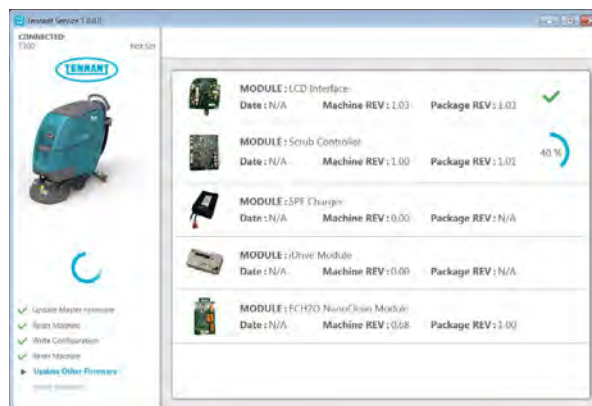 Tennant Service 1.0.0.0
CONNECTED
T300 Not Set
TENNANT
MODULE : LCD Interface
Date : N/A Machine REV : 1.03 Package REV : 1.03
MODULE : Scrub Controller
Date : N/A Machine REV : 1.00 Package REV : 1.01
40 %
MODULE : SPE Charger
Date : N/A Machine REV : 0.00 Package REV : N/A
MODULE : iDrive Module
Date : N/A Machine REV : 0.00 Package REV : N/A
MODULE : ECH2O NanoClean Module
Date : N/A Machine REV : 0.68 Package REV : 1.00
Update Master Firmware
Reset Machine
Write Configuration
Reset Machine
Update Other Firmware